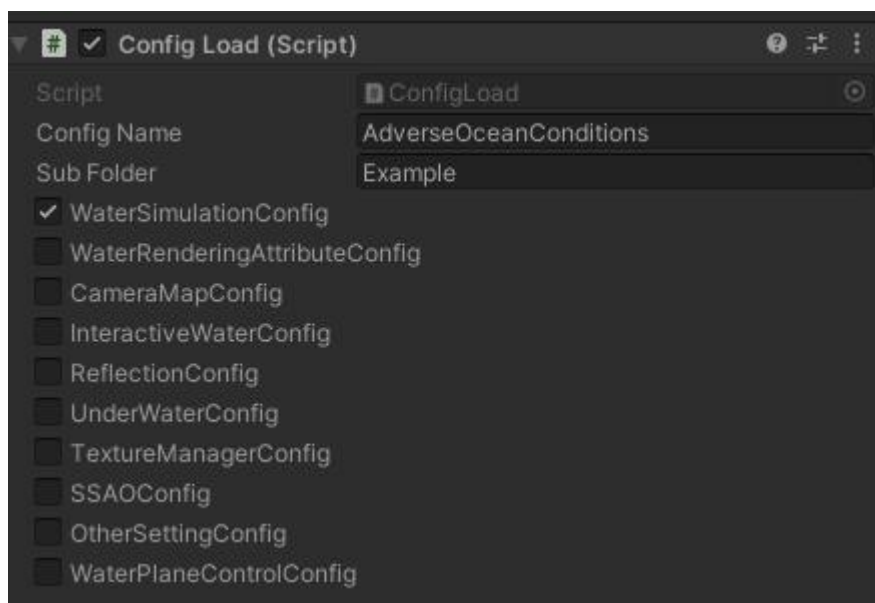 Config Load (Script)
Script ConfigLoad
Config Name AdverseOceanConditions
Sub Folder Example
WaterSimulationConfig
WaterRenderingAttributeConfig
CameraMapConfig
InteractiveWaterConfig
ReflectionConfig
UnderWaterConfig
TextureManagerConfig
SSAOConfig
OtherSettingConfig
WaterPlaneControlConfig